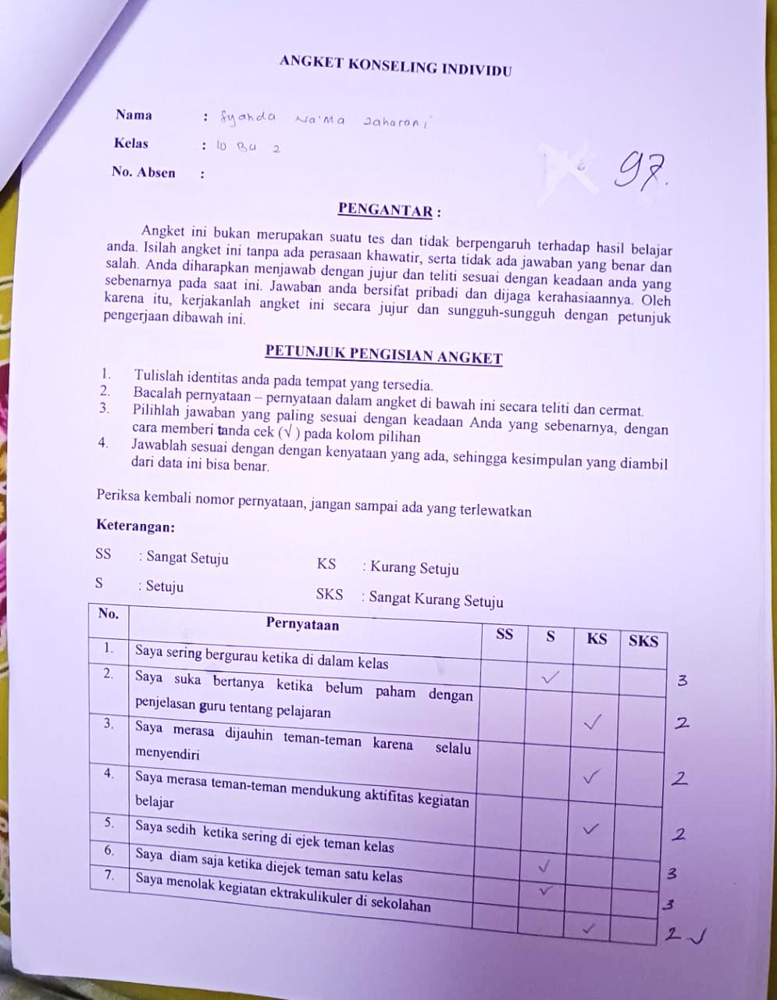 ANGKET KONSELING INDIVIDU
Nama : Syanda Na'ma Zaharani
Kelas : 10 Bu 2
No. Absen :
97.
PENGANTAR :
Angket ini bukan merupakan suatu tes dan tidak berpengaruh terhadap hasil belajar
anda. Isilah angket ini tanpa ada perasaan khawatir, serta tidak ada jawaban yang benar dan
salah. Anda diharapkan menjawab dengan jujur dan teliti sesuai dengan keadaan anda yang
sebenarnya pada saat ini. Jawaban anda bersifat pribadi dan dijaga kerahasiaannya. Oleh
karena itu, kerjakanlah angket ini secara jujur dan sungguh-sungguh dengan petunjuk
pengerjaan dibawah ini.
PETUNJUK PENGISIAN ANGKET
1. Tulislah identitas anda pada tempat yang tersedia.
2. Bacalah pernyataan – pernyataan dalam angket di bawah ini secara teliti dan cermat.
3. Pilihlah jawaban yang paling sesuai dengan keadaan Anda yang sebenarnya, dengan
cara memberi tanda cek (√ ) pada kolom pilihan
4. Jawablah sesuai dengan dengan kenyataan yang ada, sehingga kesimpulan yang diambil
dari data ini bisa benar.
Periksa kembali nomor pernyataan, jangan sampai ada yang terlewatkan
Keterangan:
SS : Sangat Setuju KS : Kurang Setuju
S : Setuju SKS : Sangat Kurang Setuju
No. Pernyataan SS S KS SKS
1. Saya sering bergurau ketika di dalam kelas ✓ 3
2. Saya suka bertanya ketika belum paham dengan
penjelasan guru tentang pelajaran ✓ 2
3. Saya merasa dijauhin teman-teman karena selalu
menyendiri ✓ 2
4. Saya merasa teman-teman mendukung aktifitas kegiatan
belajar ✓ 2
5. Saya sedih ketika sering di ejek teman kelas ✓ 3
6. Saya diam saja ketika diejek teman satu kelas ✓ 3
7. Saya menolak kegiatan ektrakulikuler di sekolahan ✓ 2 ✓